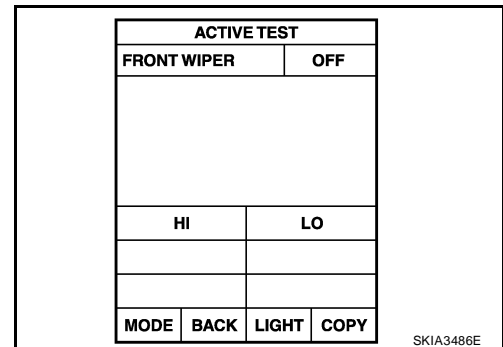 ACTIVE TEST
FRONT WIPER OFF
HI LO
MODE BACK LIGHT COPY
SKIA3486E